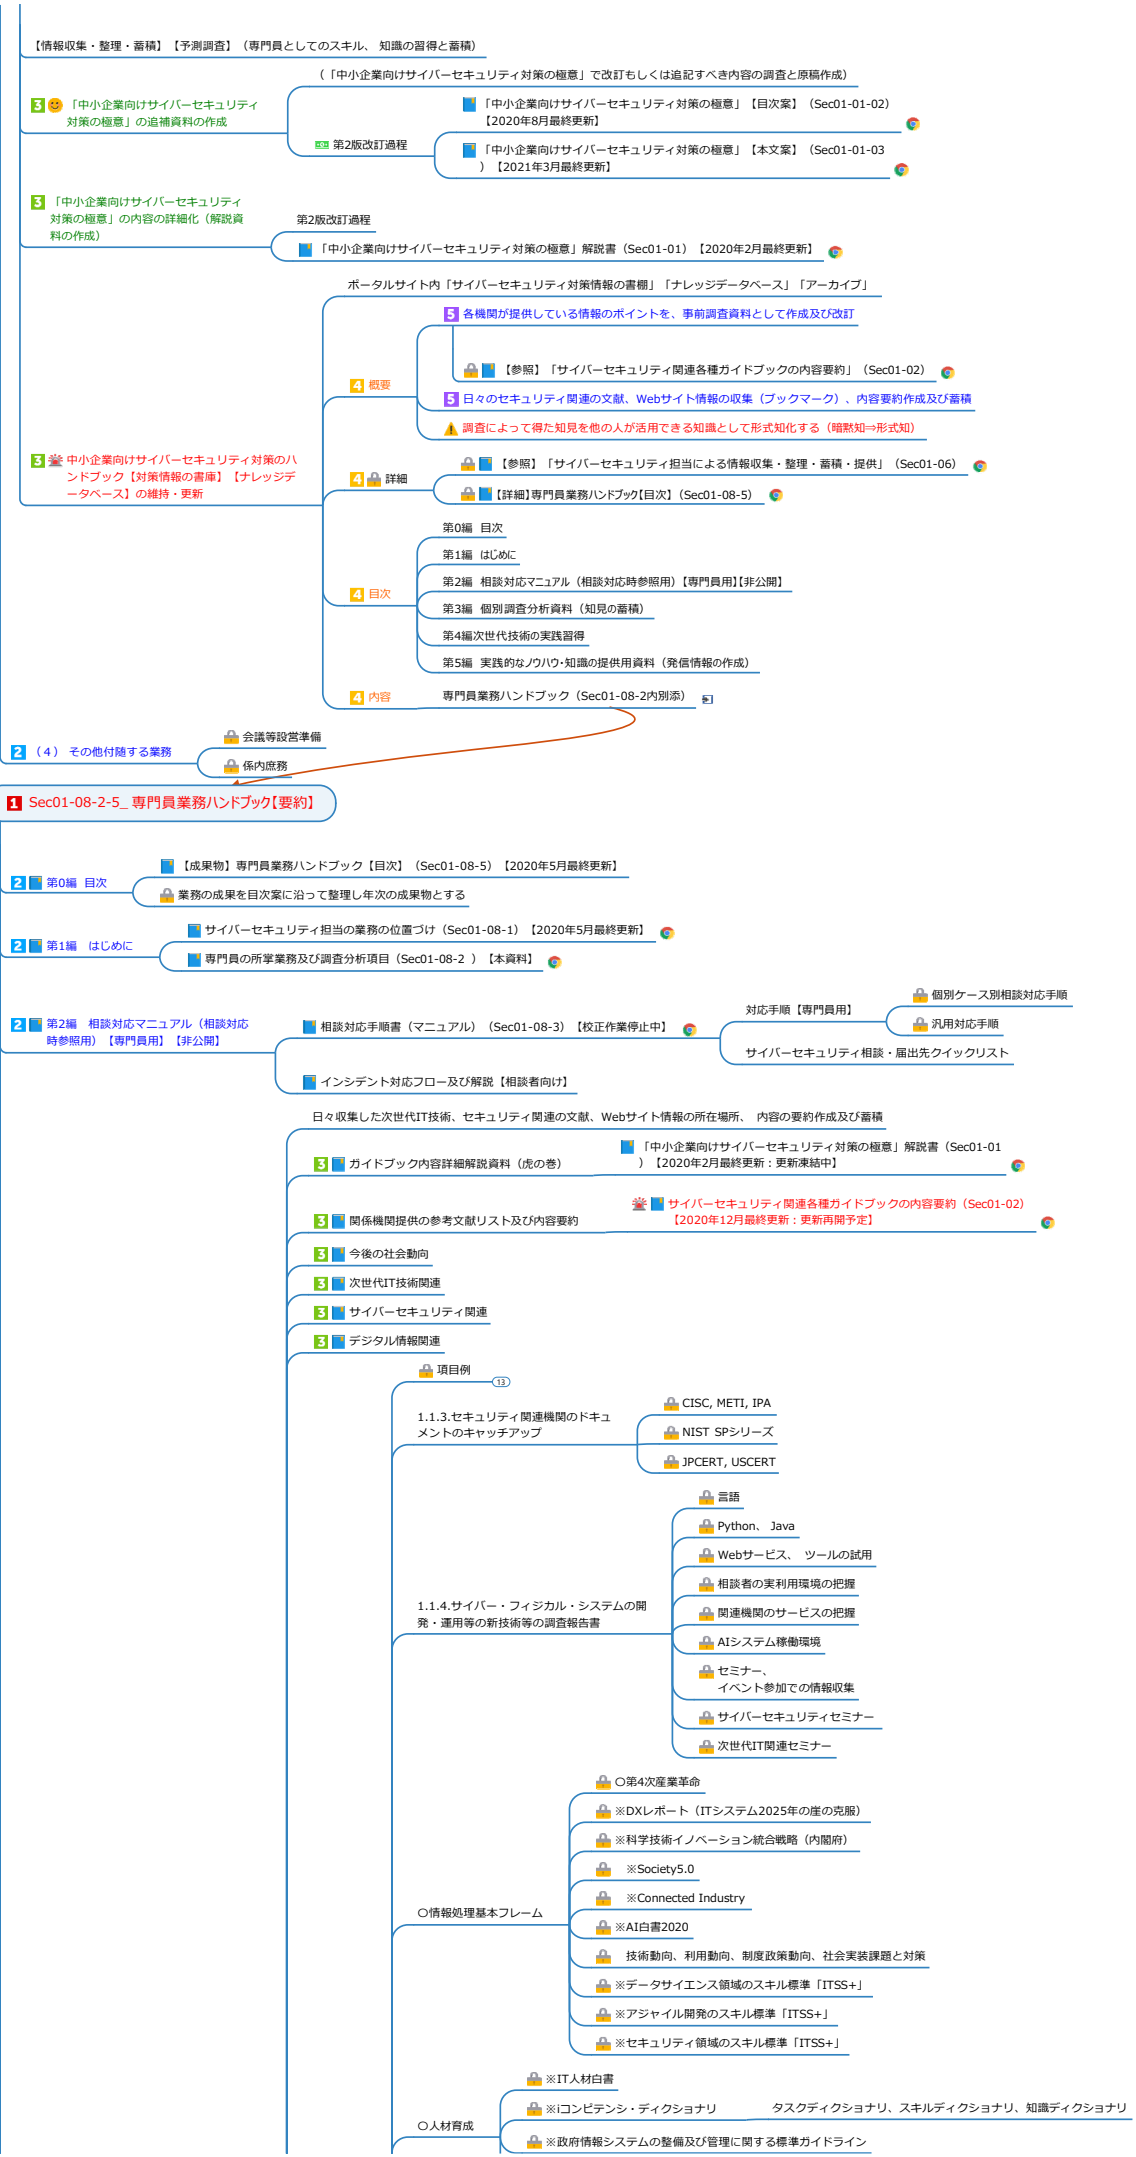 【情報収集・整理・蓄積】【予測調査】（専門員としてのスキル、 知識の習得と蓄積）
（「中小企業向けサイバーセキュリティ対策の極意」で改訂もしくは追記すべき内容の調査と原稿作成）
3 「中小企業向けサイバーセキュリティ
対策の極意」の追補資料の作成
「中小企業向けサイバーセキュリティ対策の極意」【目次案】（Sec01-01-02）
【2020年8月最終更新】
第2版改訂過程
「中小企業向けサイバーセキュリティ対策の極意」【本文案】（Sec01-01-03
）【2021年3月最終更新】
3 「中小企業向けサイバーセキュリティ
対策の極意」の内容の詳細化（解説資
料の作成）
第2版改訂過程
「中小企業向けサイバーセキュリティ対策の極意」解説書（Sec01-01）【2020年2月最終更新】
ポータルサイト内「サイバーセキュリティ対策情報の書棚」「ナレッジデータベース」「アーカイブ」
5 各機関が提供している情報のポイントを、事前調査資料として作成及び改訂
【参照】「サイバーセキュリティ関連各種ガイドブックの内容要約」（Sec01-02）
4 概要
5 日々のセキュリティ関連の文献、Webサイト情報の収集（ブックマーク）、内容要約作成及び蓄積
調査によって得た知見を他の人が活用できる知識として形式知化する（暗黙知⇒形式知）
3 中小企業向けサイバーセキュリティ対策のハ
ンドブック【対策情報の書庫】【ナレッジデ
ータベース】の維持・更新
【参照】「サイバーセキュリティ担当による情報収集・整理・蓄積・提供」（Sec01-06）
4 詳細
【詳細】専門員業務ハンドブック【目次】（Sec01-08-5）
第0編 目次
第1編 はじめに
第2編 相談対応マニュアル（相談対応時参照用）【専門員用】【非公開】
4 目次
第3編 個別調査分析資料（知見の蓄積）
第4編次世代技術の実践習得
第5編 実践的なノウハウ・知識の提供用資料（発信情報の作成）
4 内容
専門員業務ハンドブック（Sec01-08-2内別添）
会議等設営準備
2 （４） その他付随する業務
係内庶務
1 Sec01-08-2-5_専門員業務ハンドブック【要約】
【成果物】専門員業務ハンドブック【目次】（Sec01-08-5）【2020年5月最終更新】
2 第0編 目次
業務の成果を目次案に沿って整理し年次の成果物とする
サイバーセキュリティ担当の業務の位置づけ（Sec01-08-1）【2020年5月最終更新】
2 第1編 はじめに
専門員の所掌業務及び調査分析項目（Sec01-08-2 ）【本資料】
個別ケース別相談対応手順
対応手順【専門員用】
2 第2編 相談対応マニュアル（相談対応
時参照用）【専門員用】【非公開】
相談対応手順書（マニュアル）（Sec01-08-3）【校正作業停止中】
汎用対応手順
サイバーセキュリティ相談・届出先クイックリスト
インシデント対応フロー及び解説【相談者向け】
日々収集した次世代IT技術、セキュリティ関連の文献、Webサイト情報の所在場所、 内容の要約作成及び蓄積
「中小企業向けサイバーセキュリティ対策の極意」解説書（Sec01-01
）【2020年2月最終更新：更新凍結中】
3 ガイドブック内容詳細解説資料（虎の巻）
サイバーセキュリティ関連各種ガイドブックの内容要約（Sec01-02）
【2020年12月最終更新：更新再開予定】
3 関係機関提供の参考文献リスト及び内容要約
3 今後の社会動向
3 次世代IT技術関連
3 サイバーセキュリティ関連
3 デジタル情報関連
項目例
13
CISC, METI, IPA
1.1.3.セキュリティ関連機関のドキュ
メントのキャッチアップ
NIST SPシリーズ
JPCERT, USCERT
言語
Python、 Java
Webサービス、 ツールの試用
相談者の実利用環境の把握
1.1.4.サイバー・フィジカル・システムの開
発・運用等の新技術等の調査報告書
関連機関のサービスの把握
AIシステム稼働環境
セミナー、
イベント参加での情報収集
サイバーセキュリティセミナー
次世代IT関連セミナー
〇第4次産業革命
※DXレポート（ITシステム2025年の崖の克服）
※科学技術イノベーション統合戦略（内閣府）
※Society5.0
※Connected Industry
〇情報処理基本フレーム
※AI白書2020
技術動向、利用動向、制度政策動向、社会実装課題と対策
※データサイエンス領域のスキル標準「ITSS+」
※アジャイル開発のスキル標準「ITSS+」
※セキュリティ領域のスキル標準「ITSS+」
※IT人材白書
※iコンピテンシ・ディクショナリ
タスクディクショナリ、スキルディクショナリ、知識ディクショナリ
〇人材育成
※政府情報システムの整備及び管理に関する標準ガイドライン